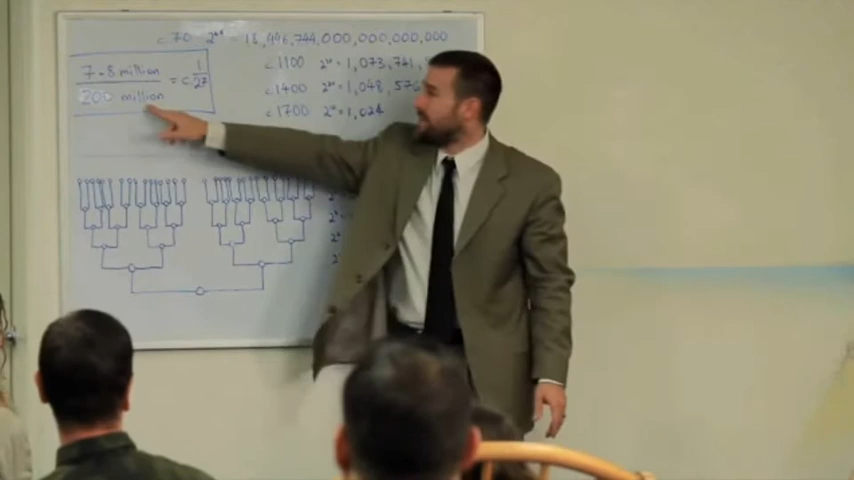 c.70 2⁶⁴ = 18,446,744,000,000,000,000
7-8 million
200 million
= c. 1/27
c.1100 2³⁰ = 1,073,741,
c.1400 2²⁰ = 1,048,576
c.1700 2¹⁰ = 1,024